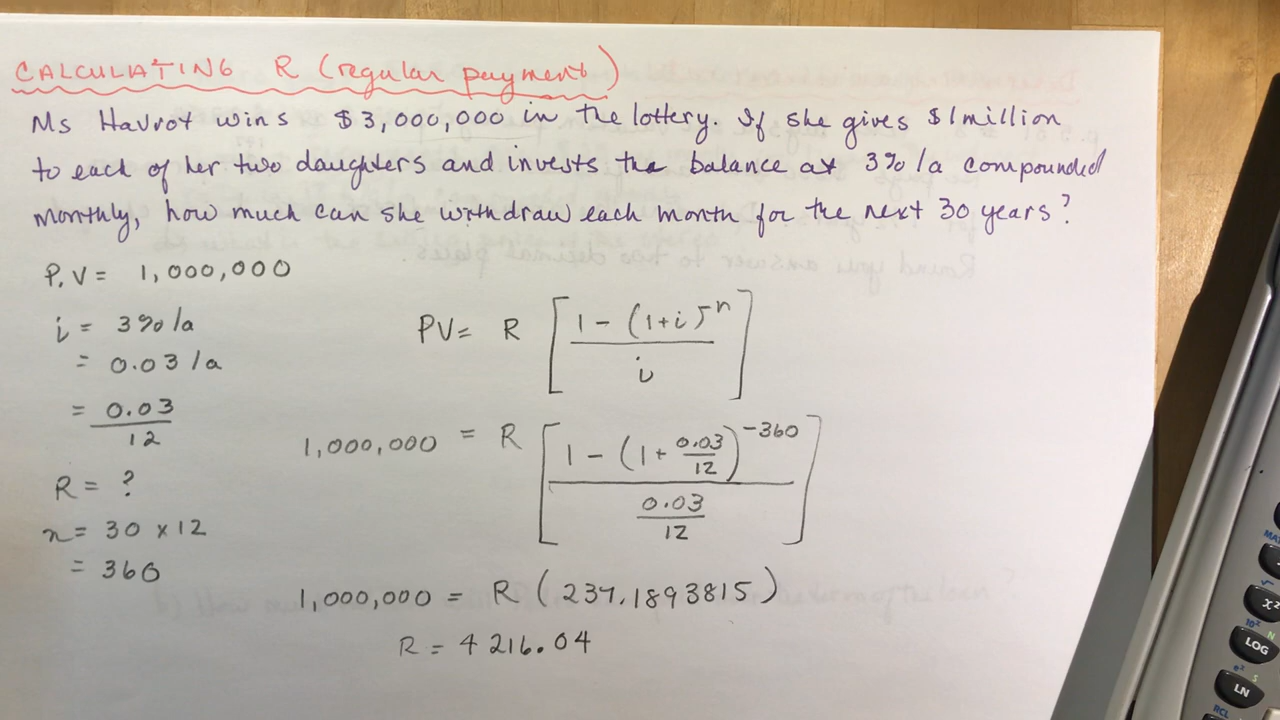 CALCULATING R (regular payment)
Ms Havrot wins $3,000,000 in the lottery. If she gives $1million
to each of her two daughters and invests the balance at 3%/a compounded
monthly, how much can she withdraw each month for the next 30 years?
P.V = 1,000,000
i = 3%/a
= 0.03/a
= 0.03
12
R = ?
n = 30 x 12
= 360
PV = R [1 - (1+i)^-n
i]
1,000,000 = R [1 - (1 + 0.03/12)^-360
0.03
12]
1,000,000 = R (237.1893815)
R = 4216.04
MA
√
x²
10^x N
LOG
e^x S
LN
RCL